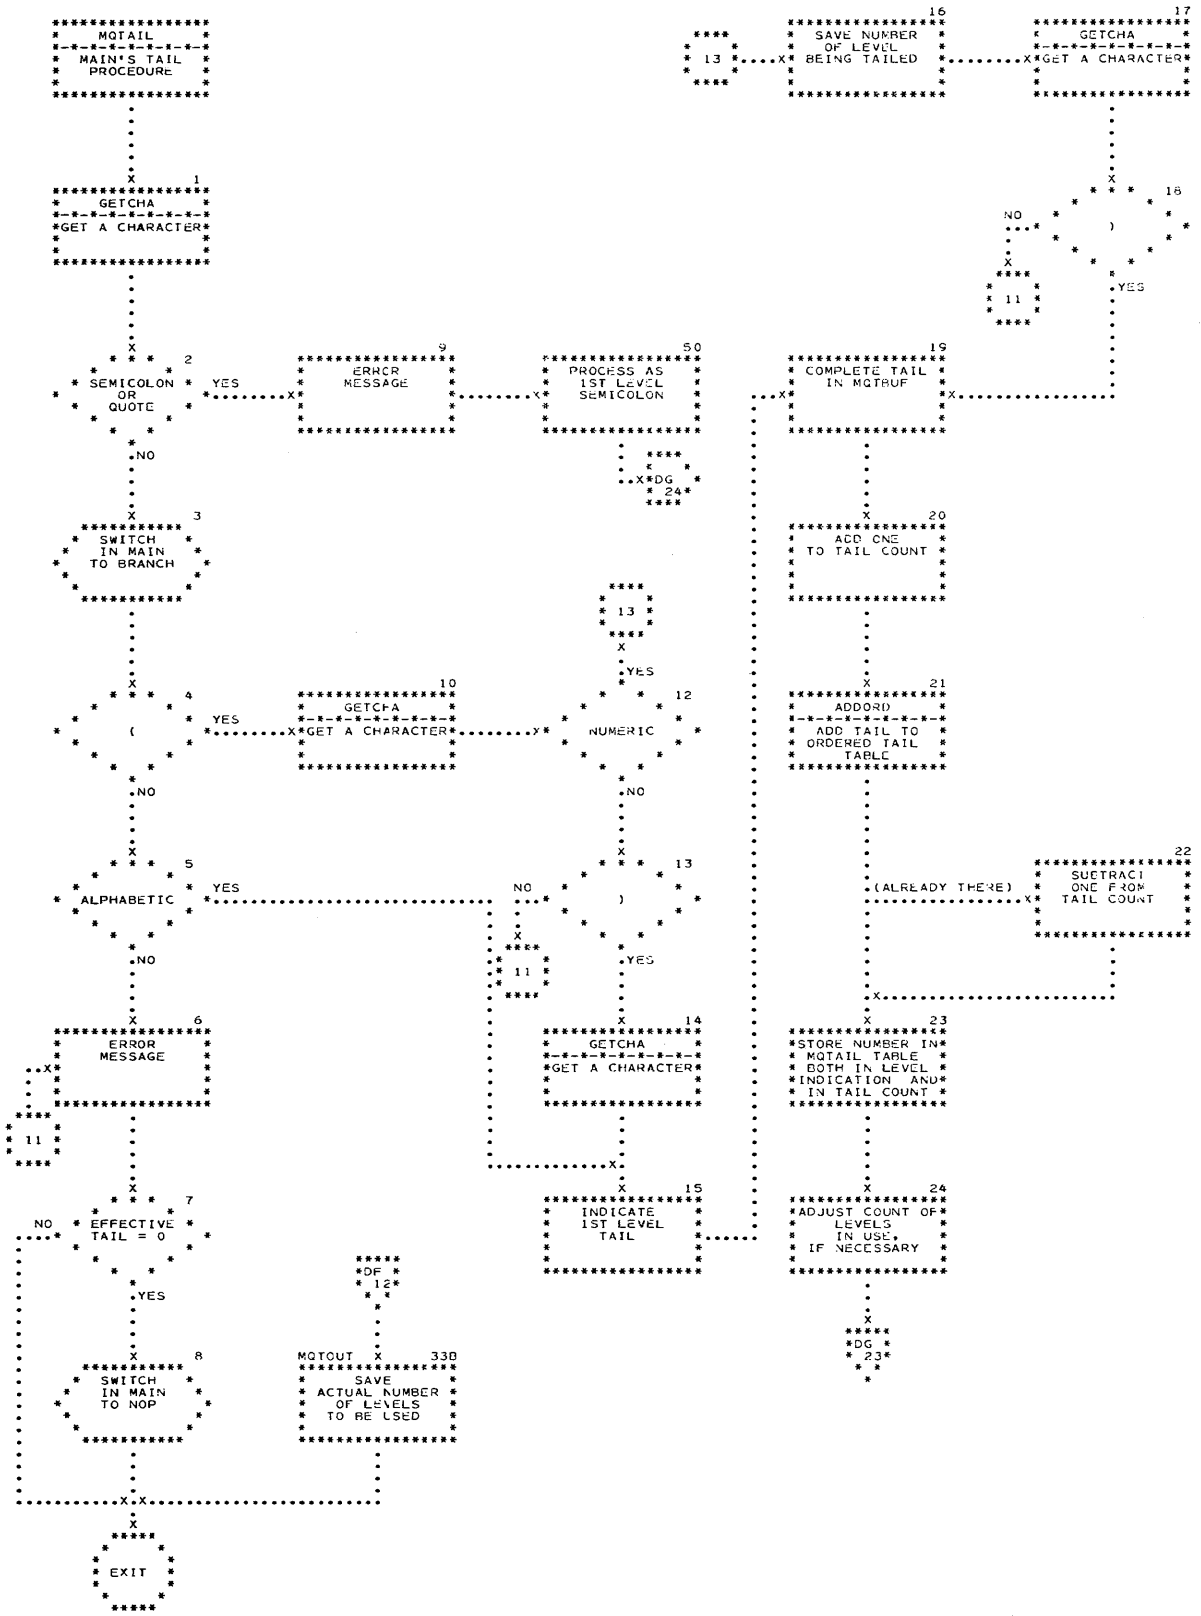 MQTAIL
MAIN'S TAIL
PROCEDURE
1
GETCHA
GET A CHARACTER
2
SEMICOLON
OR
QUOTE
YES
NO
9
ERROR
MESSAGE
50
PROCESS AS
1ST LEVEL
SEMICOLON
DG
24
3
SWITCH
IN MAIN
TO BRANCH
4
(
YES
NO
10
GETCHA
GET A CHARACTER
13
YES
12
NUMERIC
NO
5
ALPHABETIC
YES
NO
13
)
NO
11
YES
6
ERROR
MESSAGE
11
14
GETCHA
GET A CHARACTER
7
EFFECTIVE
TAIL = 0
NO
YES
15
INDICATE
1ST LEVEL
TAIL
8
SWITCH
IN MAIN
TO NOP
DF
12
MQTOUT
33B
SAVE
ACTUAL NUMBER
OF LEVELS
TO BE USED
EXIT
13
16
SAVE NUMBER
OF LEVEL
BEING TAILED
17
GETCHA
GET A CHARACTER
18
)
NO
11
YES
19
COMPLETE TAIL
IN MQTBUF
20
ADD ONE
TO TAIL COUNT
21
ADDORD
ADD TAIL TO
ORDERED TAIL
TABLE
(ALREADY THERE)
22
SUBTRACT
ONE FROM
TAIL COUNT
23
STORE NUMBER IN
MQTAIL TABLE
BOTH IN LEVEL
INDICATION AND
IN TAIL COUNT
24
ADJUST COUNT OF
LEVELS
IN USE,
IF NECESSARY
DG
23